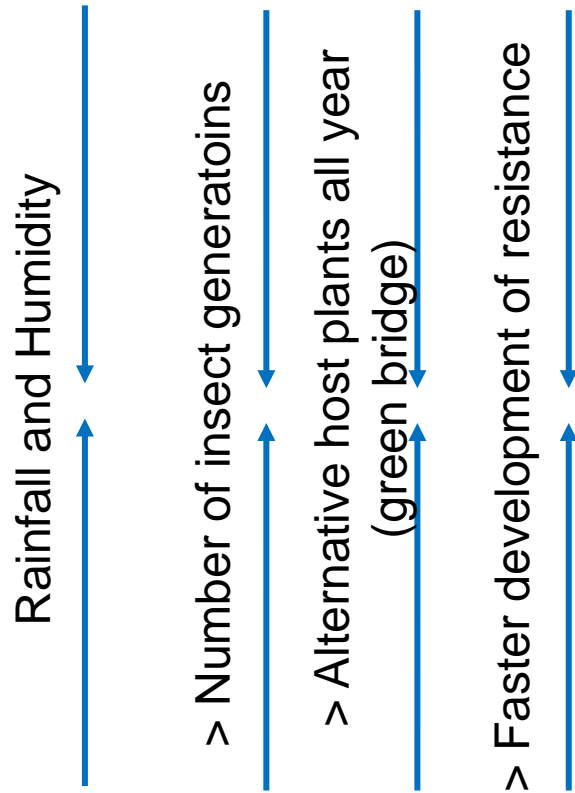 Rainfall and Humidity
> Number of insect generatoins
> Alternative host plants all year
(green bridge)
> Faster development of resistance